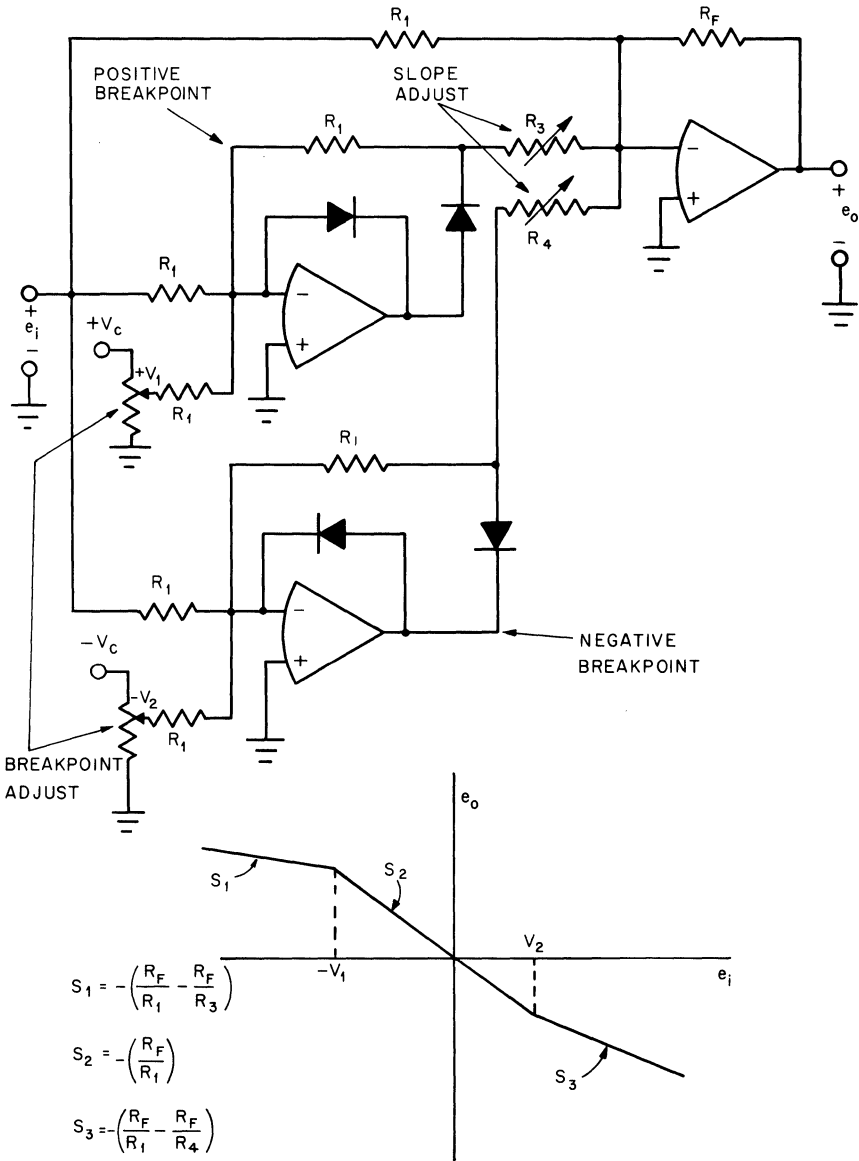 R1
RF
POSITIVE
BREAKPOINT
SLOPE
ADJUST
R1
R3
−
+
+
eo
−
R4
R1
+
ei
−
−
+
+Vc
+V1
R1
R1
R1
−
+
NEGATIVE
BREAKPOINT
−Vc
−V2
R1
BREAKPOINT
ADJUST
eo
S1
S2
V2
−V1
ei
S3
S1 = −(RF/R1 − RF/R3)
S2 = −(RF/R1)
S3 = −(RF/R1 − RF/R4)